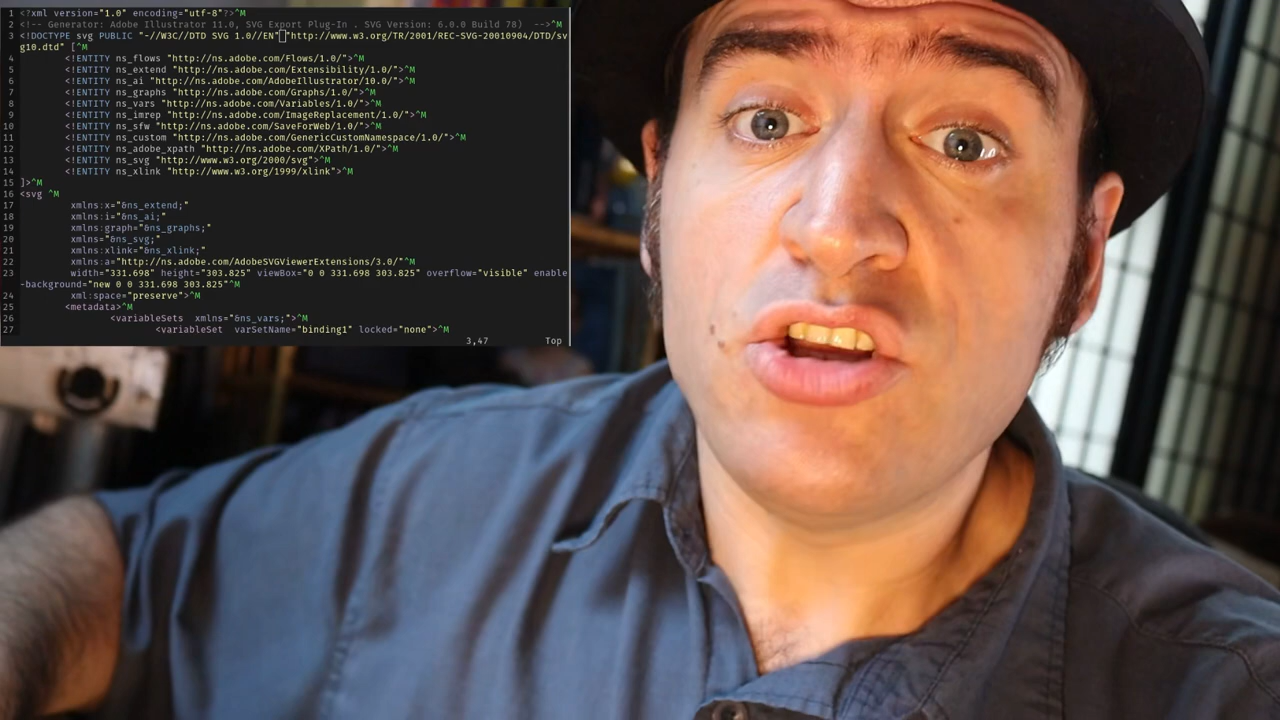 1 <?xml version="1.0" encoding="utf-8"?>^M
2 <!-- Generator: Adobe Illustrator 11.0, SVG Export Plug-In . SVG Version: 6.0.0 Build 78)  -->^M
3 <!DOCTYPE svg PUBLIC "-//W3C//DTD SVG 1.0//EN" "http://www.w3.org/TR/2001/REC-SVG-20010904/DTD/sv
g10.dtd" [^M
4 <!ENTITY ns_flows "http://ns.adobe.com/Flows/1.0/">^M
5 <!ENTITY ns_extend "http://ns.adobe.com/Extensibility/1.0/">^M
6 <!ENTITY ns_ai "http://ns.adobe.com/AdobeIllustrator/10.0/">^M
7 <!ENTITY ns_graphs "http://ns.adobe.com/Graphs/1.0/">^M
8 <!ENTITY ns_vars "http://ns.adobe.com/Variables/1.0/">^M
9 <!ENTITY ns_imrep "http://ns.adobe.com/ImageReplacement/1.0/">^M
10 <!ENTITY ns_sfw "http://ns.adobe.com/SaveForWeb/1.0/">^M
11 <!ENTITY ns_custom "http://ns.adobe.com/GenericCustomNamespace/1.0/">^M
12 <!ENTITY ns_adobe_xpath "http://ns.adobe.com/XPath/1.0/">^M
13 <!ENTITY ns_svg "http://www.w3.org/2000/svg">^M
14 <!ENTITY ns_xlink "http://www.w3.org/1999/xlink">^M
15 ]>^M
16 <svg ^M
17 xmlns:x="&ns_extend;"
18 xmlns:i="&ns_ai;"
19 xmlns:graph="&ns_graphs;"
20 xmlns="&ns_svg;"
21 xmlns:xlink="&ns_xlink;"
22 xmlns:a="http://ns.adobe.com/AdobeSVGViewerExtensions/3.0/"^M
23 width="331.698" height="303.825" viewBox="0 0 331.698 303.825" overflow="visible" enable
-background="new 0 0 331.698 303.825"^M
24 xml:space="preserve">^M
25 <metadata>^M
26 <variableSets  xmlns="&ns_vars;">^M
27 <variableSet  varSetName="binding1" locked="none">^M
3,47 Top